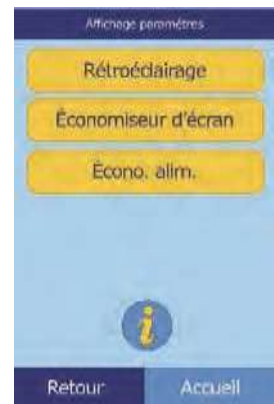 Affichage paramètres
Rétroéclairage
Économiseur d'écran
Écono. alim.
i
Retour Accueil